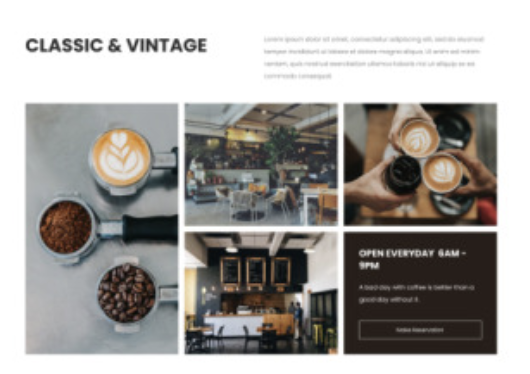 CLASSIC & VINTAGE
Lorem ipsum dolor sit amet, consectetur adipiscing elit, sed do eiusmod
tempor incididunt ut labore et dolore magna aliqua. Ut enim ad minim
veniam, quis nostrud exercitation ullamco laboris nisi ut aliquip ex ea
commodo consequat.
OPEN EVERYDAY 6AM -
9PM
A bad day with coffee is better than a
good day without it.
Make Reservation